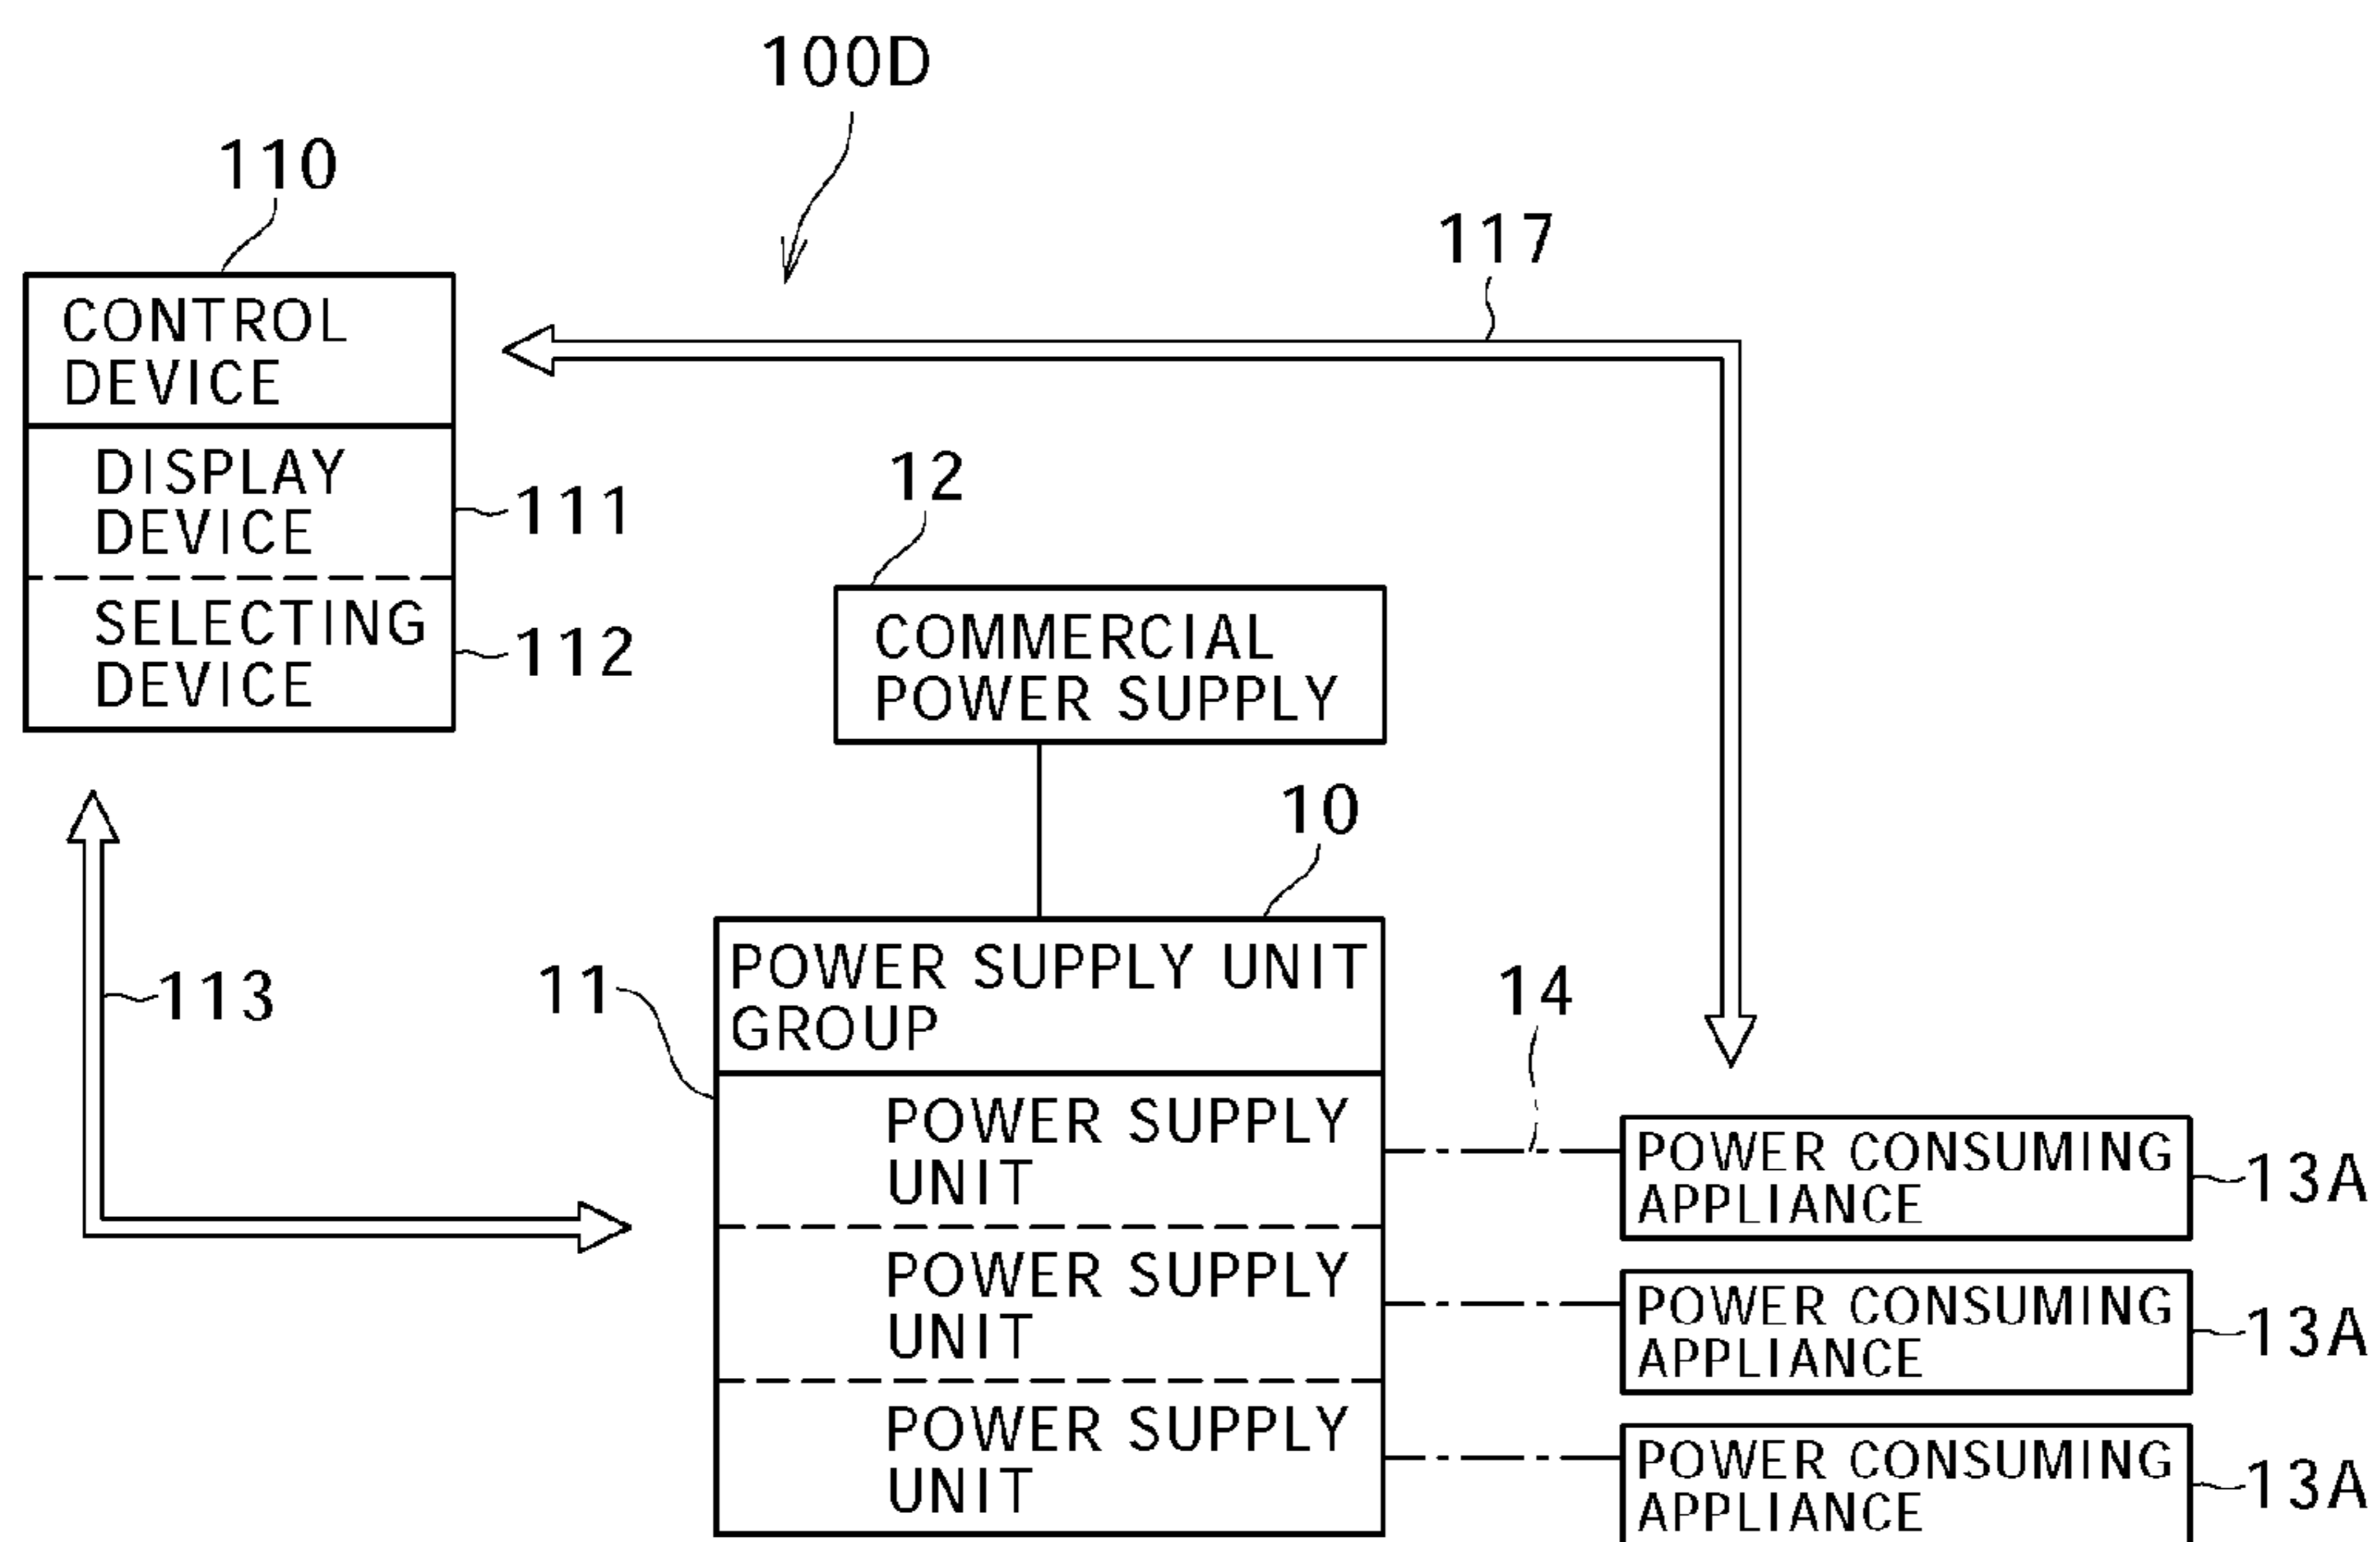 100D
110
117
CONTROL
DEVICE
DISPLAY
DEVICE
111
SELECTING
DEVICE
112
12
COMMERCIAL
POWER SUPPLY
10
113
11
POWER SUPPLY UNIT
GROUP
14
POWER SUPPLY
UNIT
POWER CONSUMING
APPLIANCE
13A
POWER SUPPLY
UNIT
POWER CONSUMING
APPLIANCE
13A
POWER SUPPLY
UNIT
POWER CONSUMING
APPLIANCE
13A